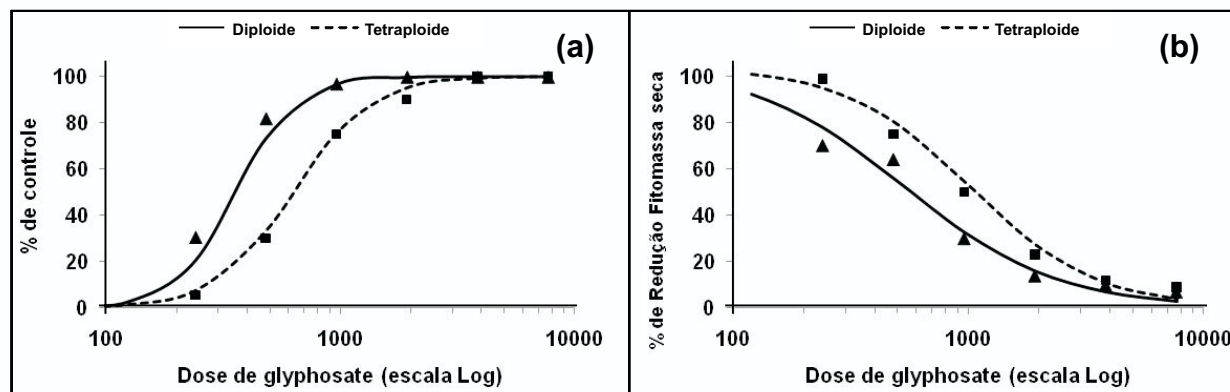 Diploide Tetraploide
(a)
% de controle
100
80
60
40
20
0
100 1000 10000
Dose de glyphosate (escala Log)
Diploide Tetraploide
(b)
% de Redução Fitomassa seca
100
80
60
40
20
0
100 1000 10000
Dose de glyphosate (escala Log)